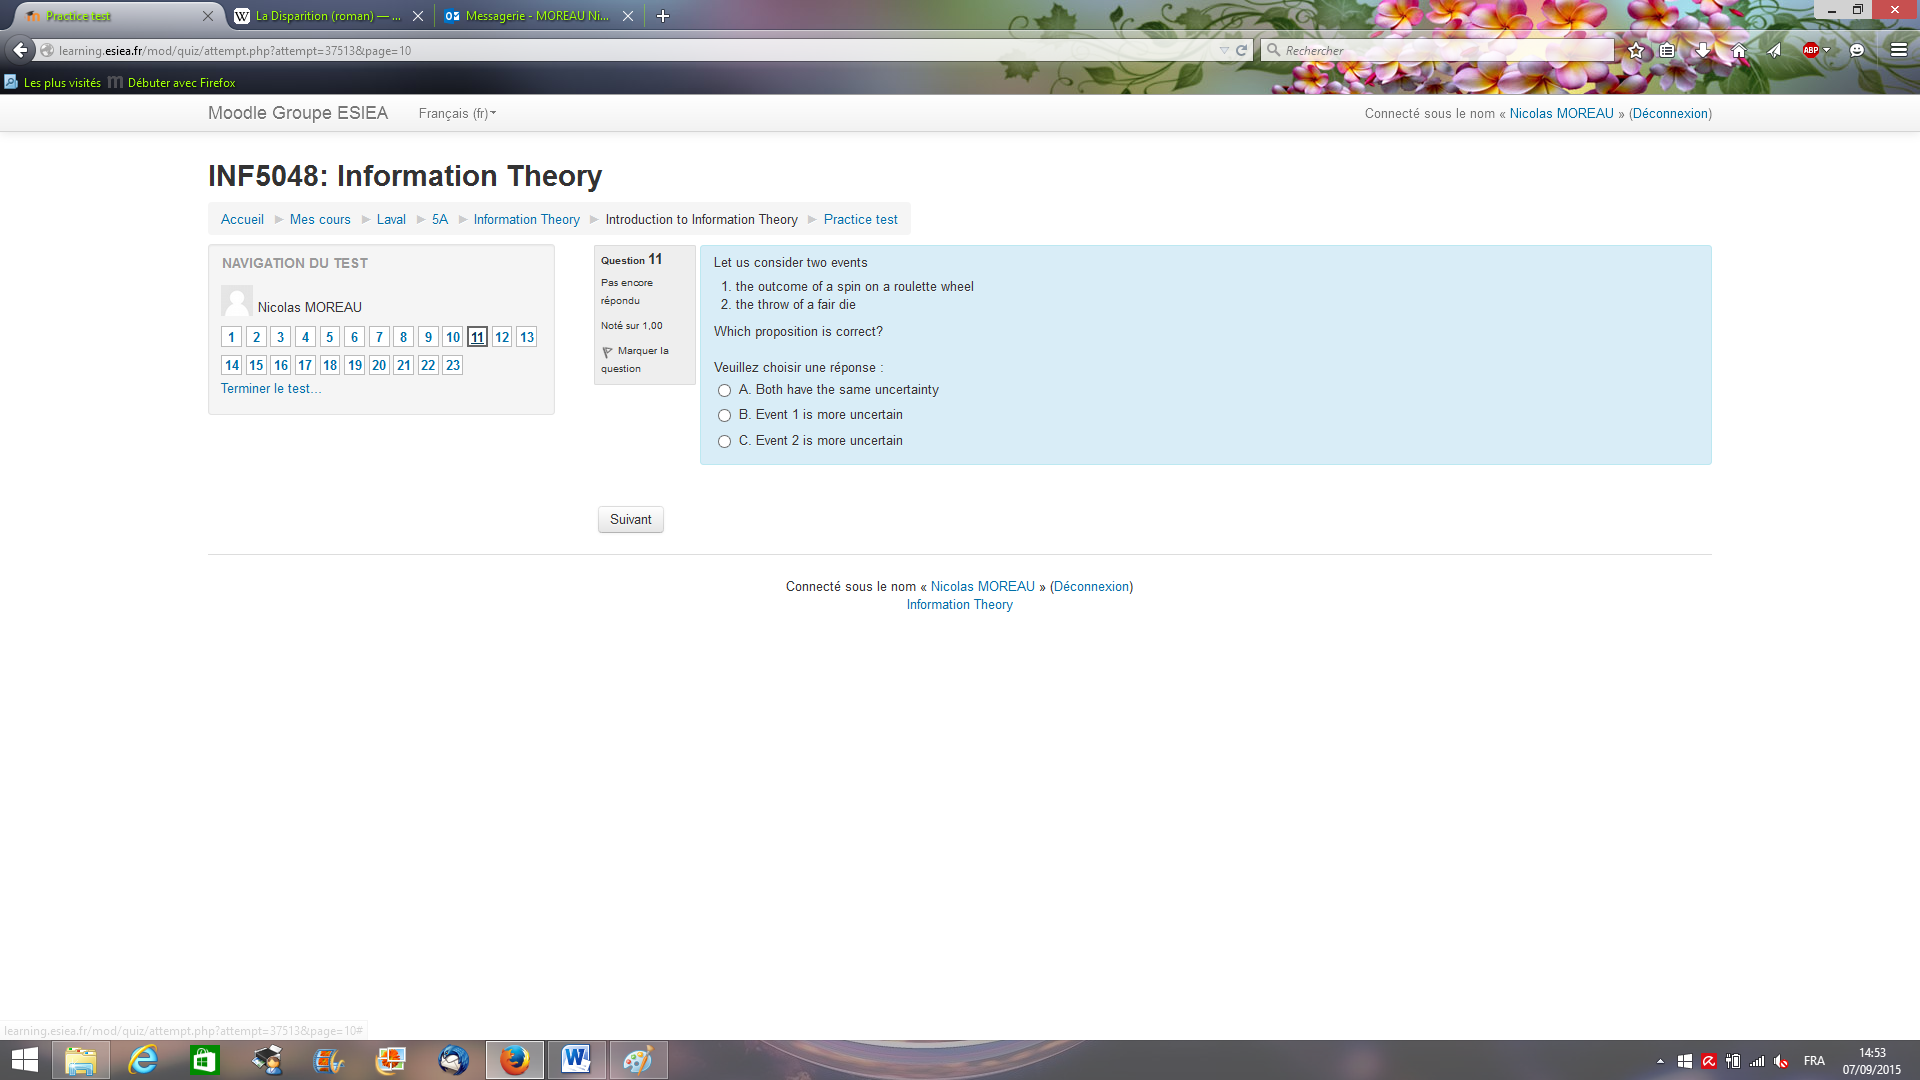 Practice test
La Disparition (roman) — ...
Messagerie - MOREAU Ni...
learning.esiea.fr/mod/quiz/attempt.php?attempt=37513&page=10
Rechercher
ABP
Les plus visités
Débuter avec Firefox
Moodle Groupe ESIEA
Français (fr)
Connecté sous le nom « Nicolas MOREAU » (Déconnexion)
INF5048: Information Theory
Accueil
Mes cours
Laval
5A
Information Theory
Introduction to Information Theory
Practice test
NAVIGATION DU TEST
Nicolas MOREAU
1 2 3 4 5 6 7 8 9 10 11 12 13
14 15 16 17 18 19 20 21 22 23
Terminer le test...
Question 11
Pas encore
répondu
Noté sur 1,00
Marquer la
question
Let us consider two events
1. the outcome of a spin on a roulette wheel
2. the throw of a fair die
Which proposition is correct?
Veuillez choisir une réponse :
A. Both have the same uncertainty
B. Event 1 is more uncertain
C. Event 2 is more uncertain
Suivant
Connecté sous le nom « Nicolas MOREAU » (Déconnexion)
Information Theory
learning.esiea.fr/mod/quiz/attempt.php?attempt=37513&page=10#
FRA
14:53
07/09/2015